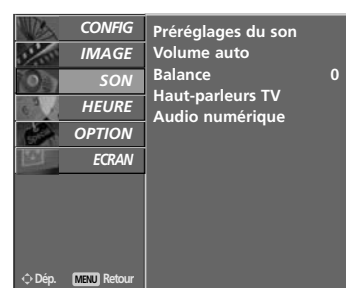 CONFIG
IMAGE
SON
HEURE
OPTION
ECRAN
Préréglages du son
Volume auto
Balance 0
Haut-parleurs TV
Audio numérique
Dép. MENU Retour